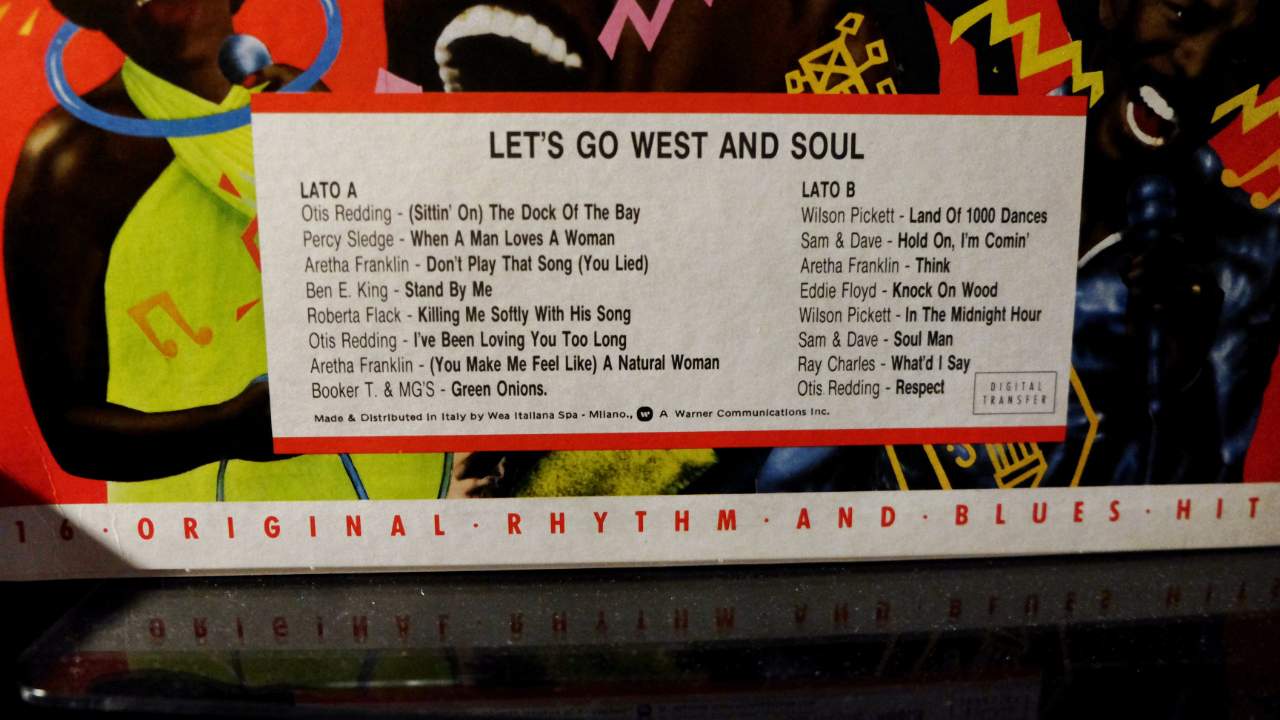 LET'S GO WEST AND SOUL
LATO A
Otis Redding - (Sittin' On) The Dock Of The Bay
Percy Sledge - When A Man Loves A Woman
Aretha Franklin - Don't Play That Song (You Lied)
Ben E. King - Stand By Me
Roberta Flack - Killing Me Softly With His Song
Otis Redding - I've Been Loving You Too Long
Aretha Franklin - (You Make Me Feel Like) A Natural Woman
Booker T. & MG'S - Green Onions.
LATO B
Wilson Pickett - Land Of 1000 Dances
Sam & Dave - Hold On, I'm Comin'
Aretha Franklin - Think
Eddie Floyd - Knock On Wood
Wilson Pickett - In The Midnight Hour
Sam & Dave - Soul Man
Ray Charles - What'd I Say
Otis Redding - Respect
DIGITAL
TRANSFER
Made & Distributed in Italy by Wea Italiana Spa - Milano., W A Warner Communications Inc.
16 · ORIGINAL · RHYTHM · AND · BLUES · HIT